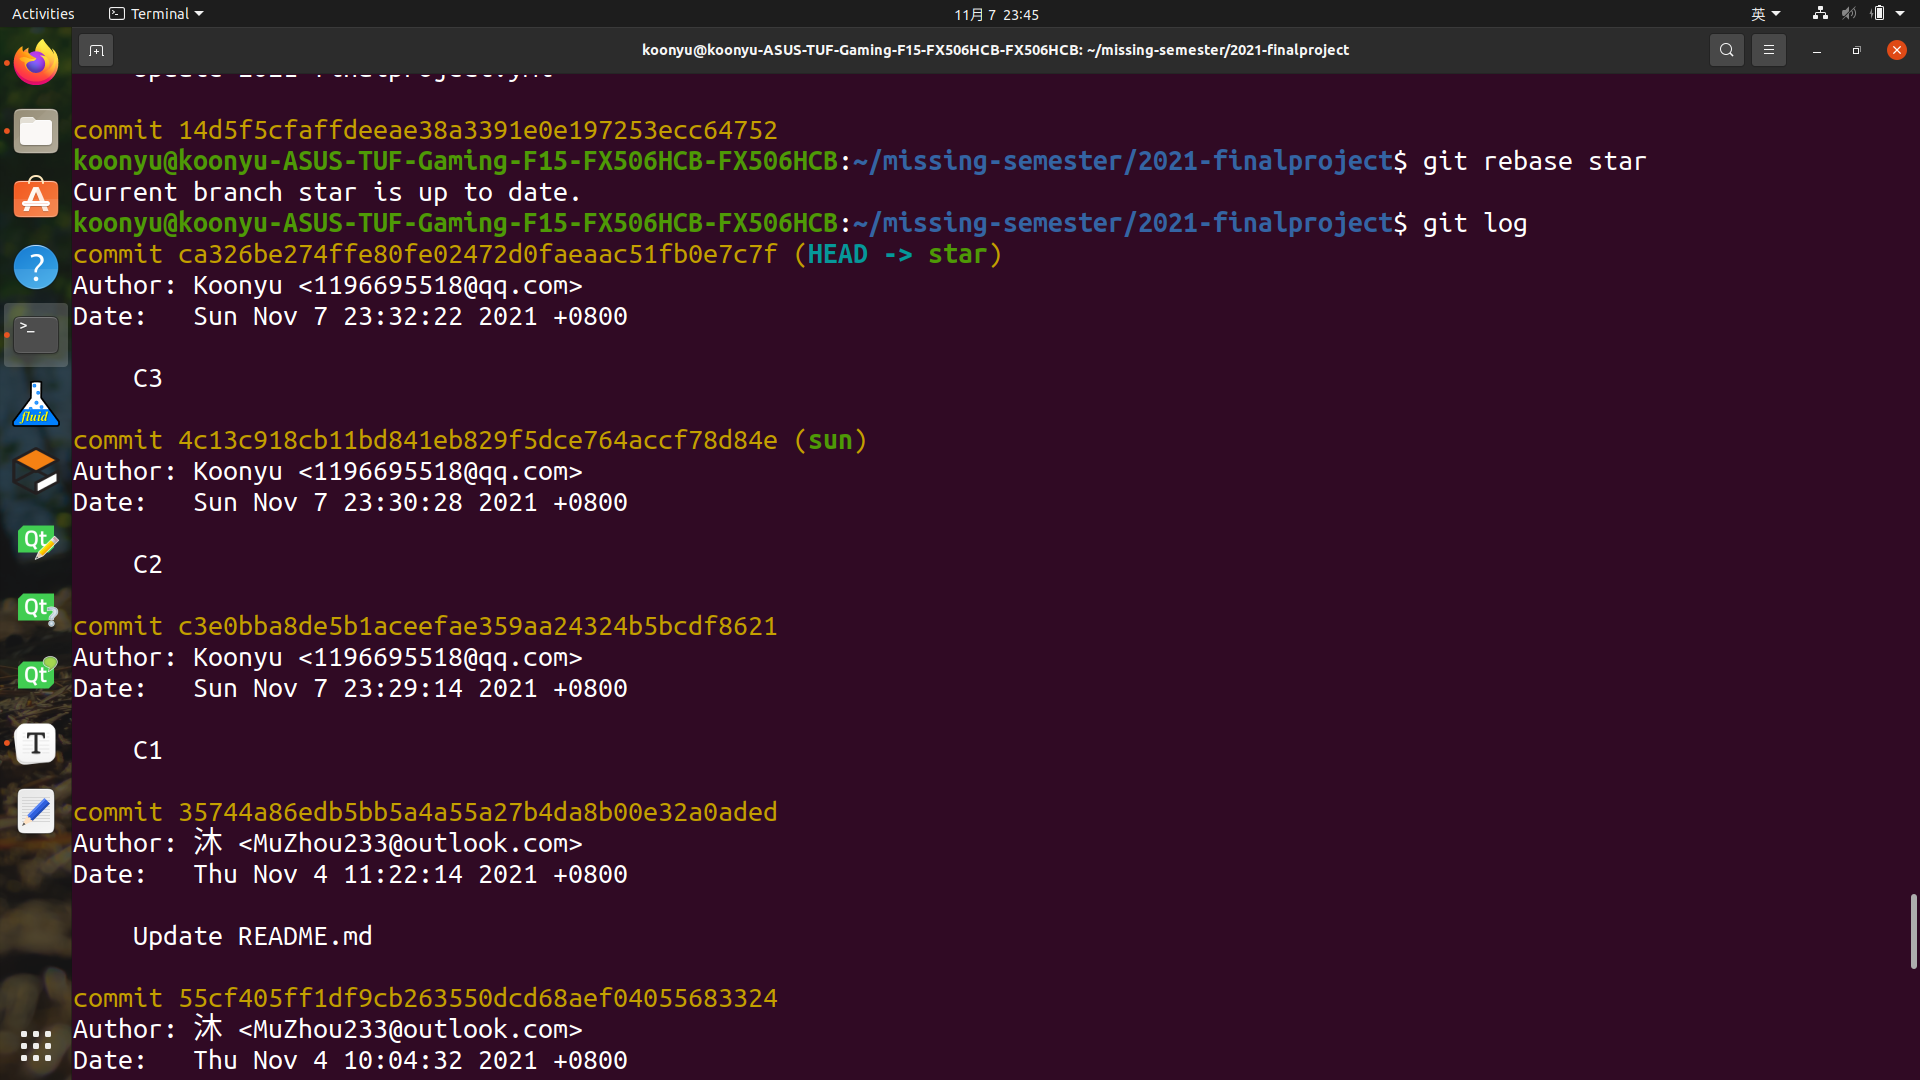 Activities
Terminal
11月 7 23:45
英
koonyu@koonyu-ASUS-TUF-Gaming-F15-FX506HCB-FX506HCB: ~/missing-semester/2021-finalproject
commit 14d5f5cfaffdeeae38a3391e0e197253ecc64752
koonyu@koonyu-ASUS-TUF-Gaming-F15-FX506HCB-FX506HCB:~/missing-semester/2021-finalproject$ git rebase star
Current branch star is up to date.
koonyu@koonyu-ASUS-TUF-Gaming-F15-FX506HCB-FX506HCB:~/missing-semester/2021-finalproject$ git log
commit ca326be274ffe80fe02472d0faeaac51fb0e7c7f (HEAD -> star)
Author: Koonyu <1196695518@qq.com>
Date:   Sun Nov 7 23:32:22 2021 +0800
C3
commit 4c13c918cb11bd841eb829f5dce764accf78d84e (sun)
Author: Koonyu <1196695518@qq.com>
Date:   Sun Nov 7 23:30:28 2021 +0800
C2
commit c3e0bba8de5b1aceefae359aa24324b5bcdf8621
Author: Koonyu <1196695518@qq.com>
Date:   Sun Nov 7 23:29:14 2021 +0800
C1
commit 35744a86edb5bb5a4a55a27b4da8b00e32a0aded
Author: 沐 <MuZhou233@outlook.com>
Date:   Thu Nov 4 11:22:14 2021 +0800
Update README.md
commit 55cf405ff1df9cb263550dcd68aef04055683324
Author: 沐 <MuZhou233@outlook.com>
Date:   Thu Nov 4 10:04:32 2021 +0800
fluid
Qt
Qt
Qt
T